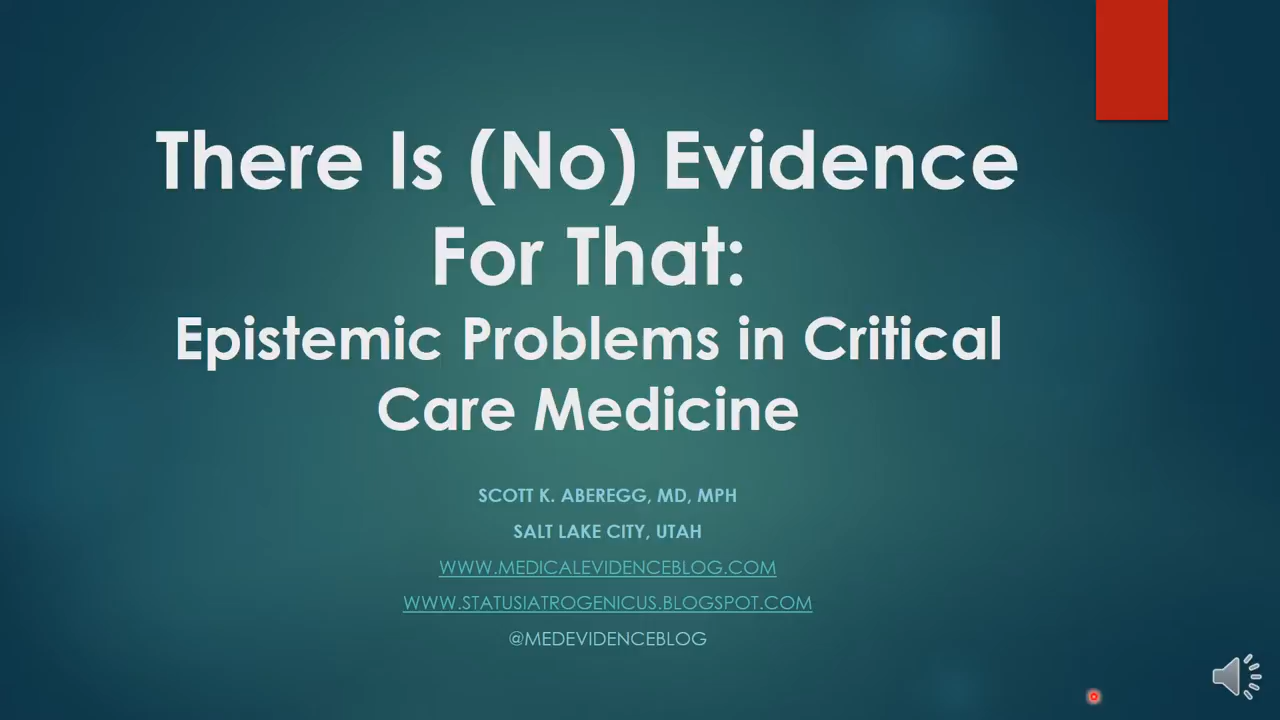 There Is (No) Evidence
For That:
Epistemic Problems in Critical
Care Medicine
SCOTT K. ABEREGG, MD, MPH
SALT LAKE CITY, UTAH
WWW.MEDICALEVIDENCEBLOG.COM
WWW.STATUSIATROGENICUS.BLOGSPOT.COM
@MEDEVIDENCEBLOG